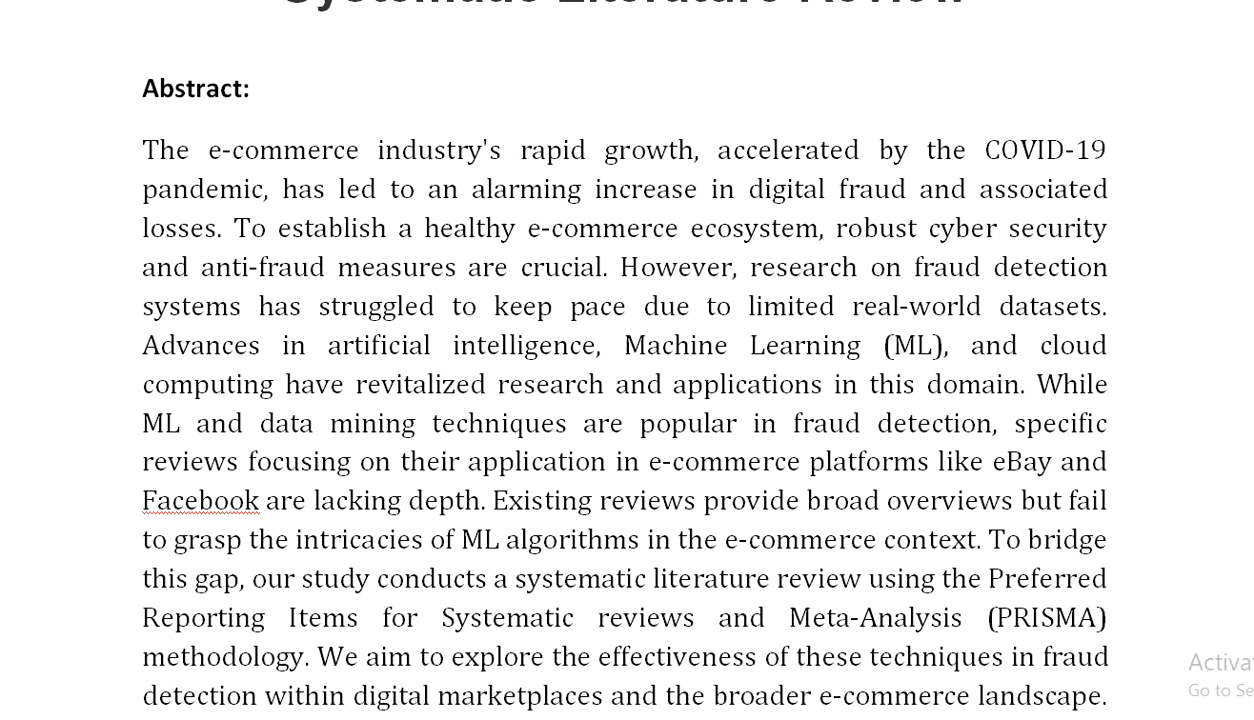 Systematic Literature Review
Abstract:
The e-commerce industry's rapid growth, accelerated by the COVID-19
pandemic, has led to an alarming increase in digital fraud and associated
losses. To establish a healthy e-commerce ecosystem, robust cyber security
and anti-fraud measures are crucial. However, research on fraud detection
systems has struggled to keep pace due to limited real-world datasets.
Advances in artificial intelligence, Machine Learning (ML), and cloud
computing have revitalized research and applications in this domain. While
ML and data mining techniques are popular in fraud detection, specific
reviews focusing on their application in e-commerce platforms like eBay and
Facebook are lacking depth. Existing reviews provide broad overviews but fail
to grasp the intricacies of ML algorithms in the e-commerce context. To bridge
this gap, our study conducts a systematic literature review using the Preferred
Reporting Items for Systematic reviews and Meta-Analysis (PRISMA)
methodology. We aim to explore the effectiveness of these techniques in fraud
detection within digital marketplaces and the broader e-commerce landscape.
Activa
Go to Se